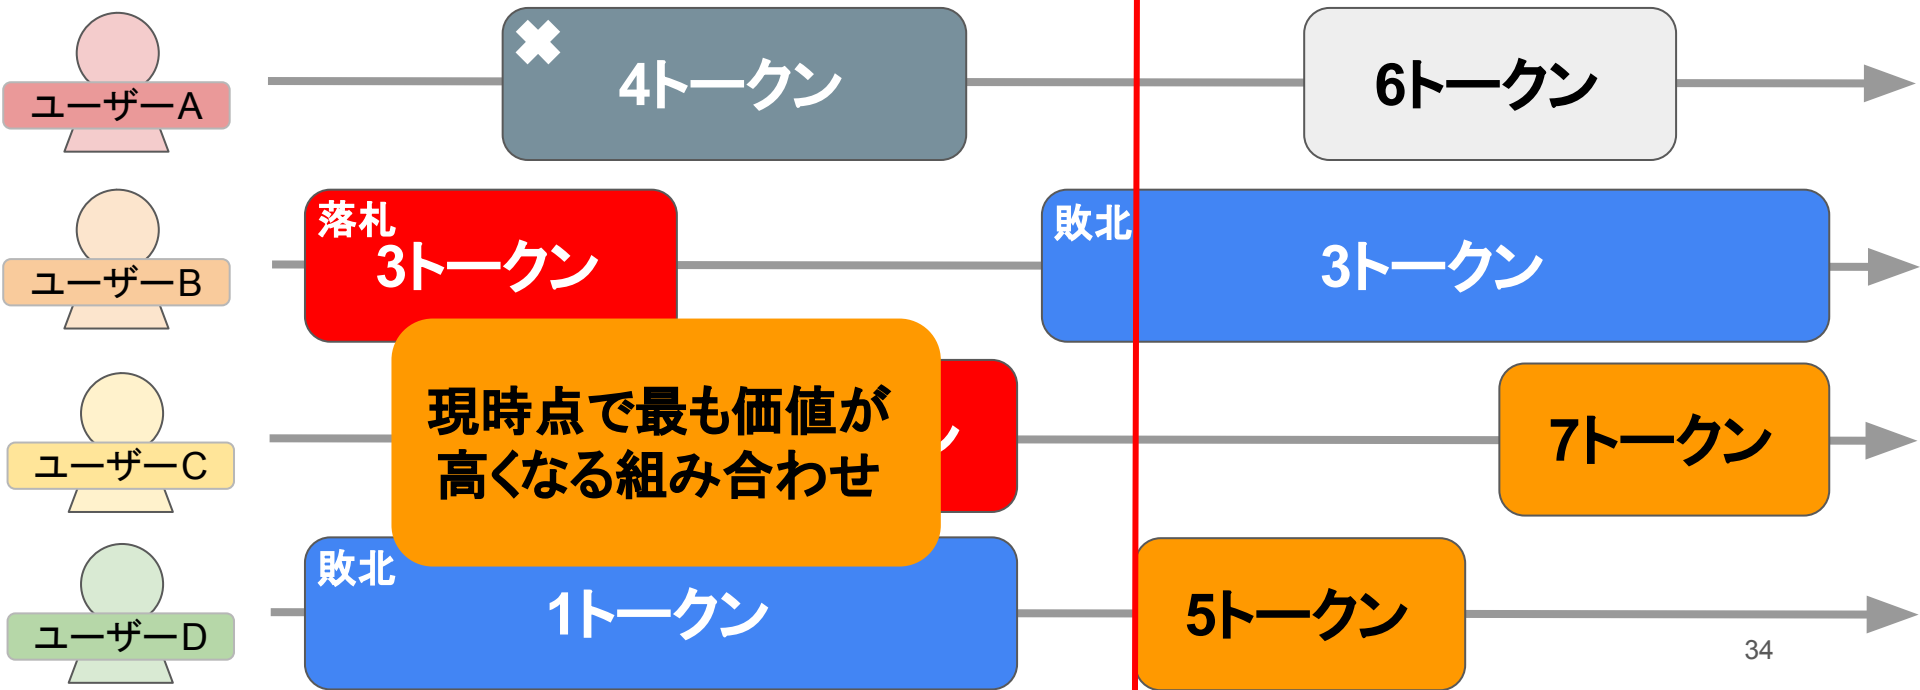 ユーザーA
4トークン
6トークン
ユーザーB
落札
3トークン
敗北
3トークン
ユーザーC
現時点で最も価値が
高くなる組み合わせ
ン
7トークン
ユーザーD
敗北
1トークン
5トークン
34